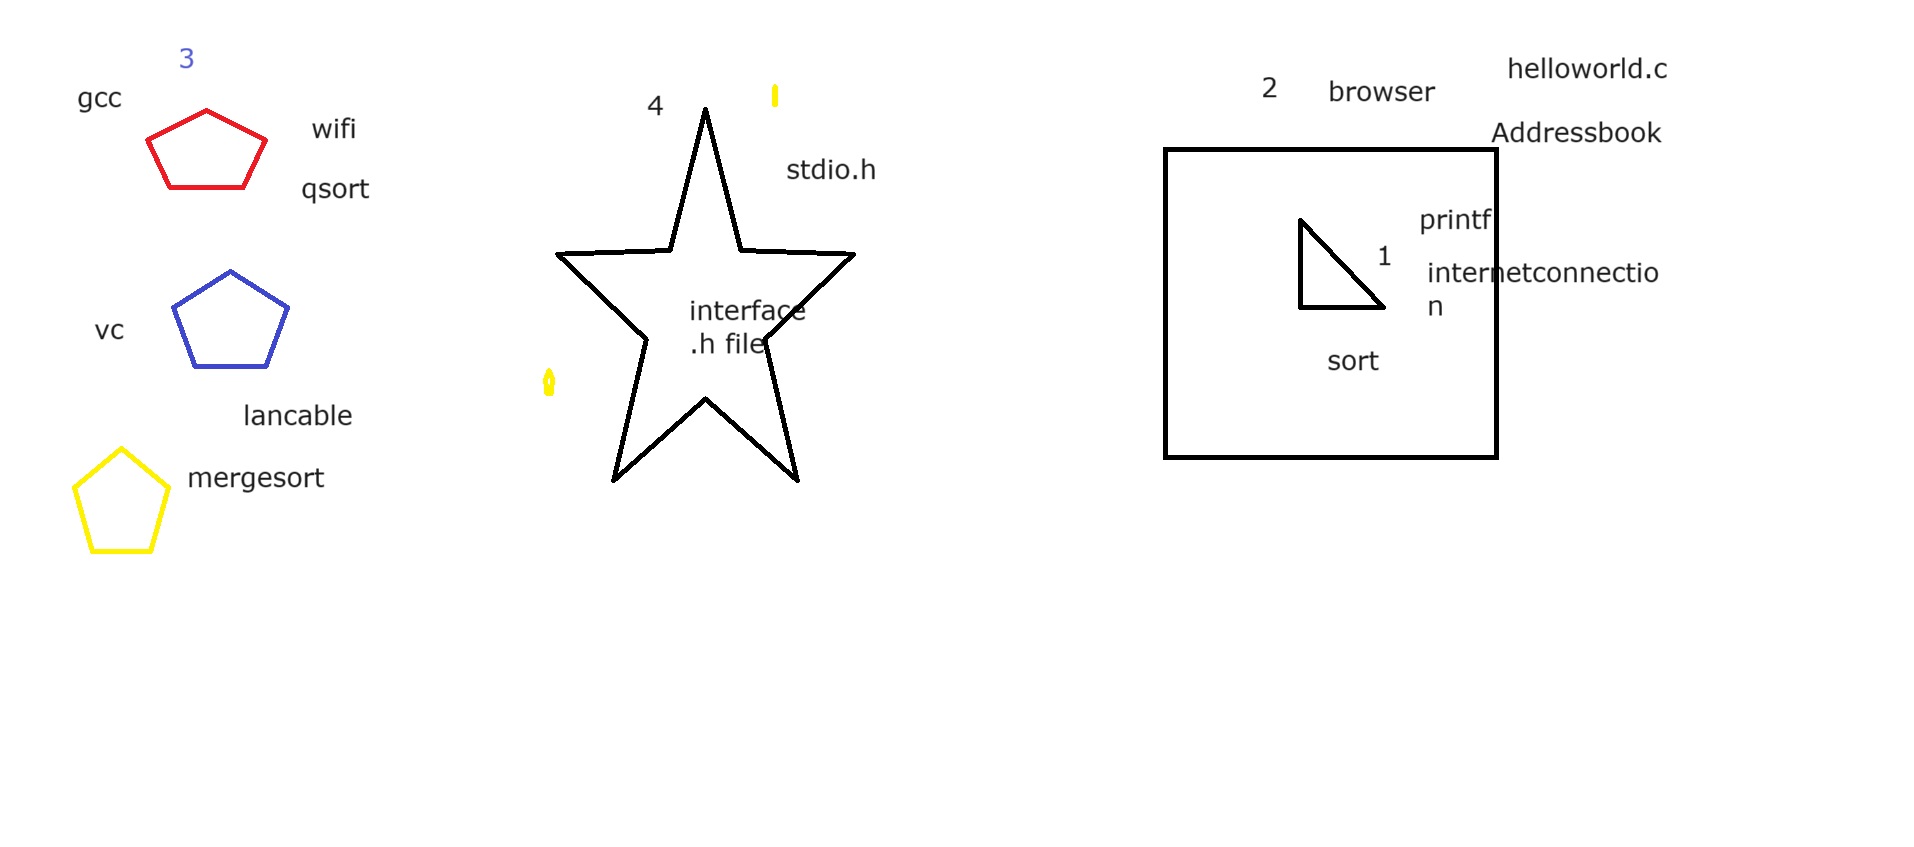 3
gcc
wifi
qsort
vc
lancable
mergesort
4
stdio.h
interface
.h file
2
browser
helloworld.c
Addressbook
printf
1
internetconnectio
n
sort